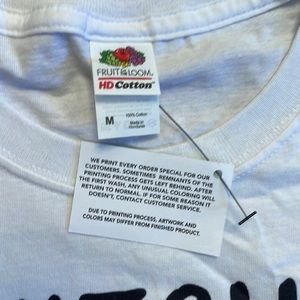 FRUIT OF THE LOOM
HD Cotton
M
100% Cotton
Made in
Honduras
WE PRINT EVERY ORDER SPECIAL FOR OUR
CUSTOMERS. SOMETIMES REMNANTS OF THE
PRINTING PROCESS GETS LEFT BEHIND. AFTER
THE FIRST WASH, ANY UNUSUAL COLORING WILL
RETURN TO NORMAL. IF FOR SOME REASON IT
DOESN'T, CONTACT CUSTOMER SERVICE.
DUE TO PRINTING PROCESS, ARTWORK AND
COLORS MAY DIFFER FROM FINISHED PRODUCT.